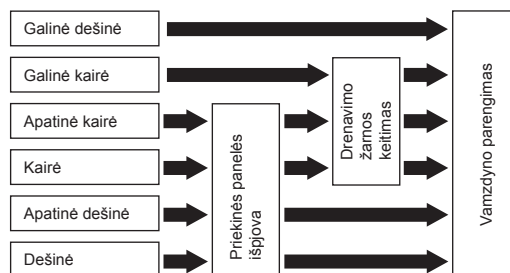 Galinė dešinė
Galinė kairė
Apatinė kairė
Kairė
Apatinė dešinė
Dešinė
Priekinės panelės
išpjova
Drenavimo
žarnos
keitimas
Vamzdyno parengimas